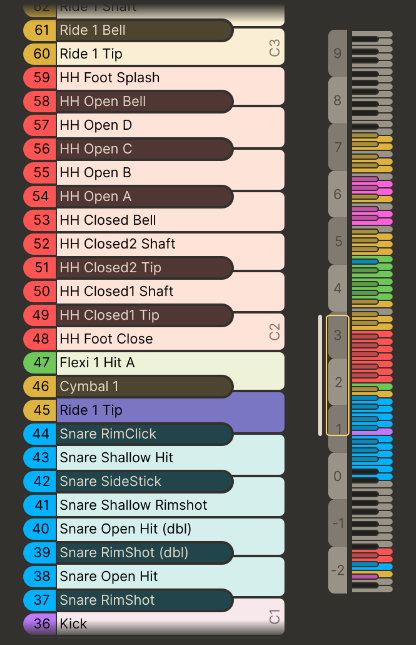 62 Ride 1 Shaft
61 Ride 1 Bell
60 Ride 1 Tip
C3
59 HH Foot Splash
58 HH Open Bell
57 HH Open D
56 HH Open C
55 HH Open B
54 HH Open A
53 HH Closed Bell
52 HH Closed2 Shaft
51 HH Closed2 Tip
50 HH Closed1 Shaft
49 HH Closed1 Tip
48 HH Foot Close
C2
47 Flexi 1 Hit A
46 Cymbal 1
45 Ride 1 Tip
44 Snare RimClick
43 Snare Shallow Hit
42 Snare SideStick
41 Snare Shallow Rimshot
40 Snare Open Hit (dbl)
39 Snare RimShot (dbl)
38 Snare Open Hit
37 Snare RimShot
36 Kick
C1
9
8
7
6
5
4
3
2
1
0
-1
-2